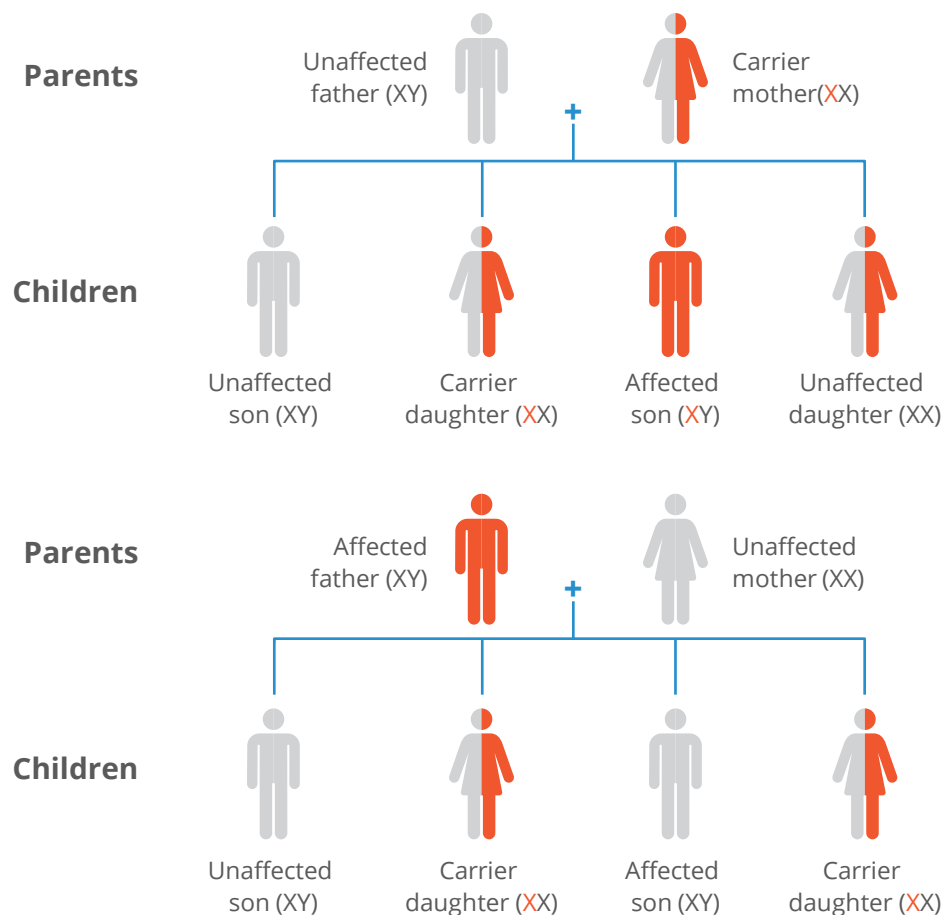 Parents
Unaffected
father (XY)
Carrier
mother(XX)
Children
Unaffected
son (XY)
Carrier
daughter (XX)
Affected
son (XY)
Unaffected
daughter (XX)
Parents
Affected
father (XY)
Unaffected
mother (XX)
Children
Unaffected
son (XY)
Carrier
daughter (XX)
Affected
son (XY)
Carrier
daughter (XX)